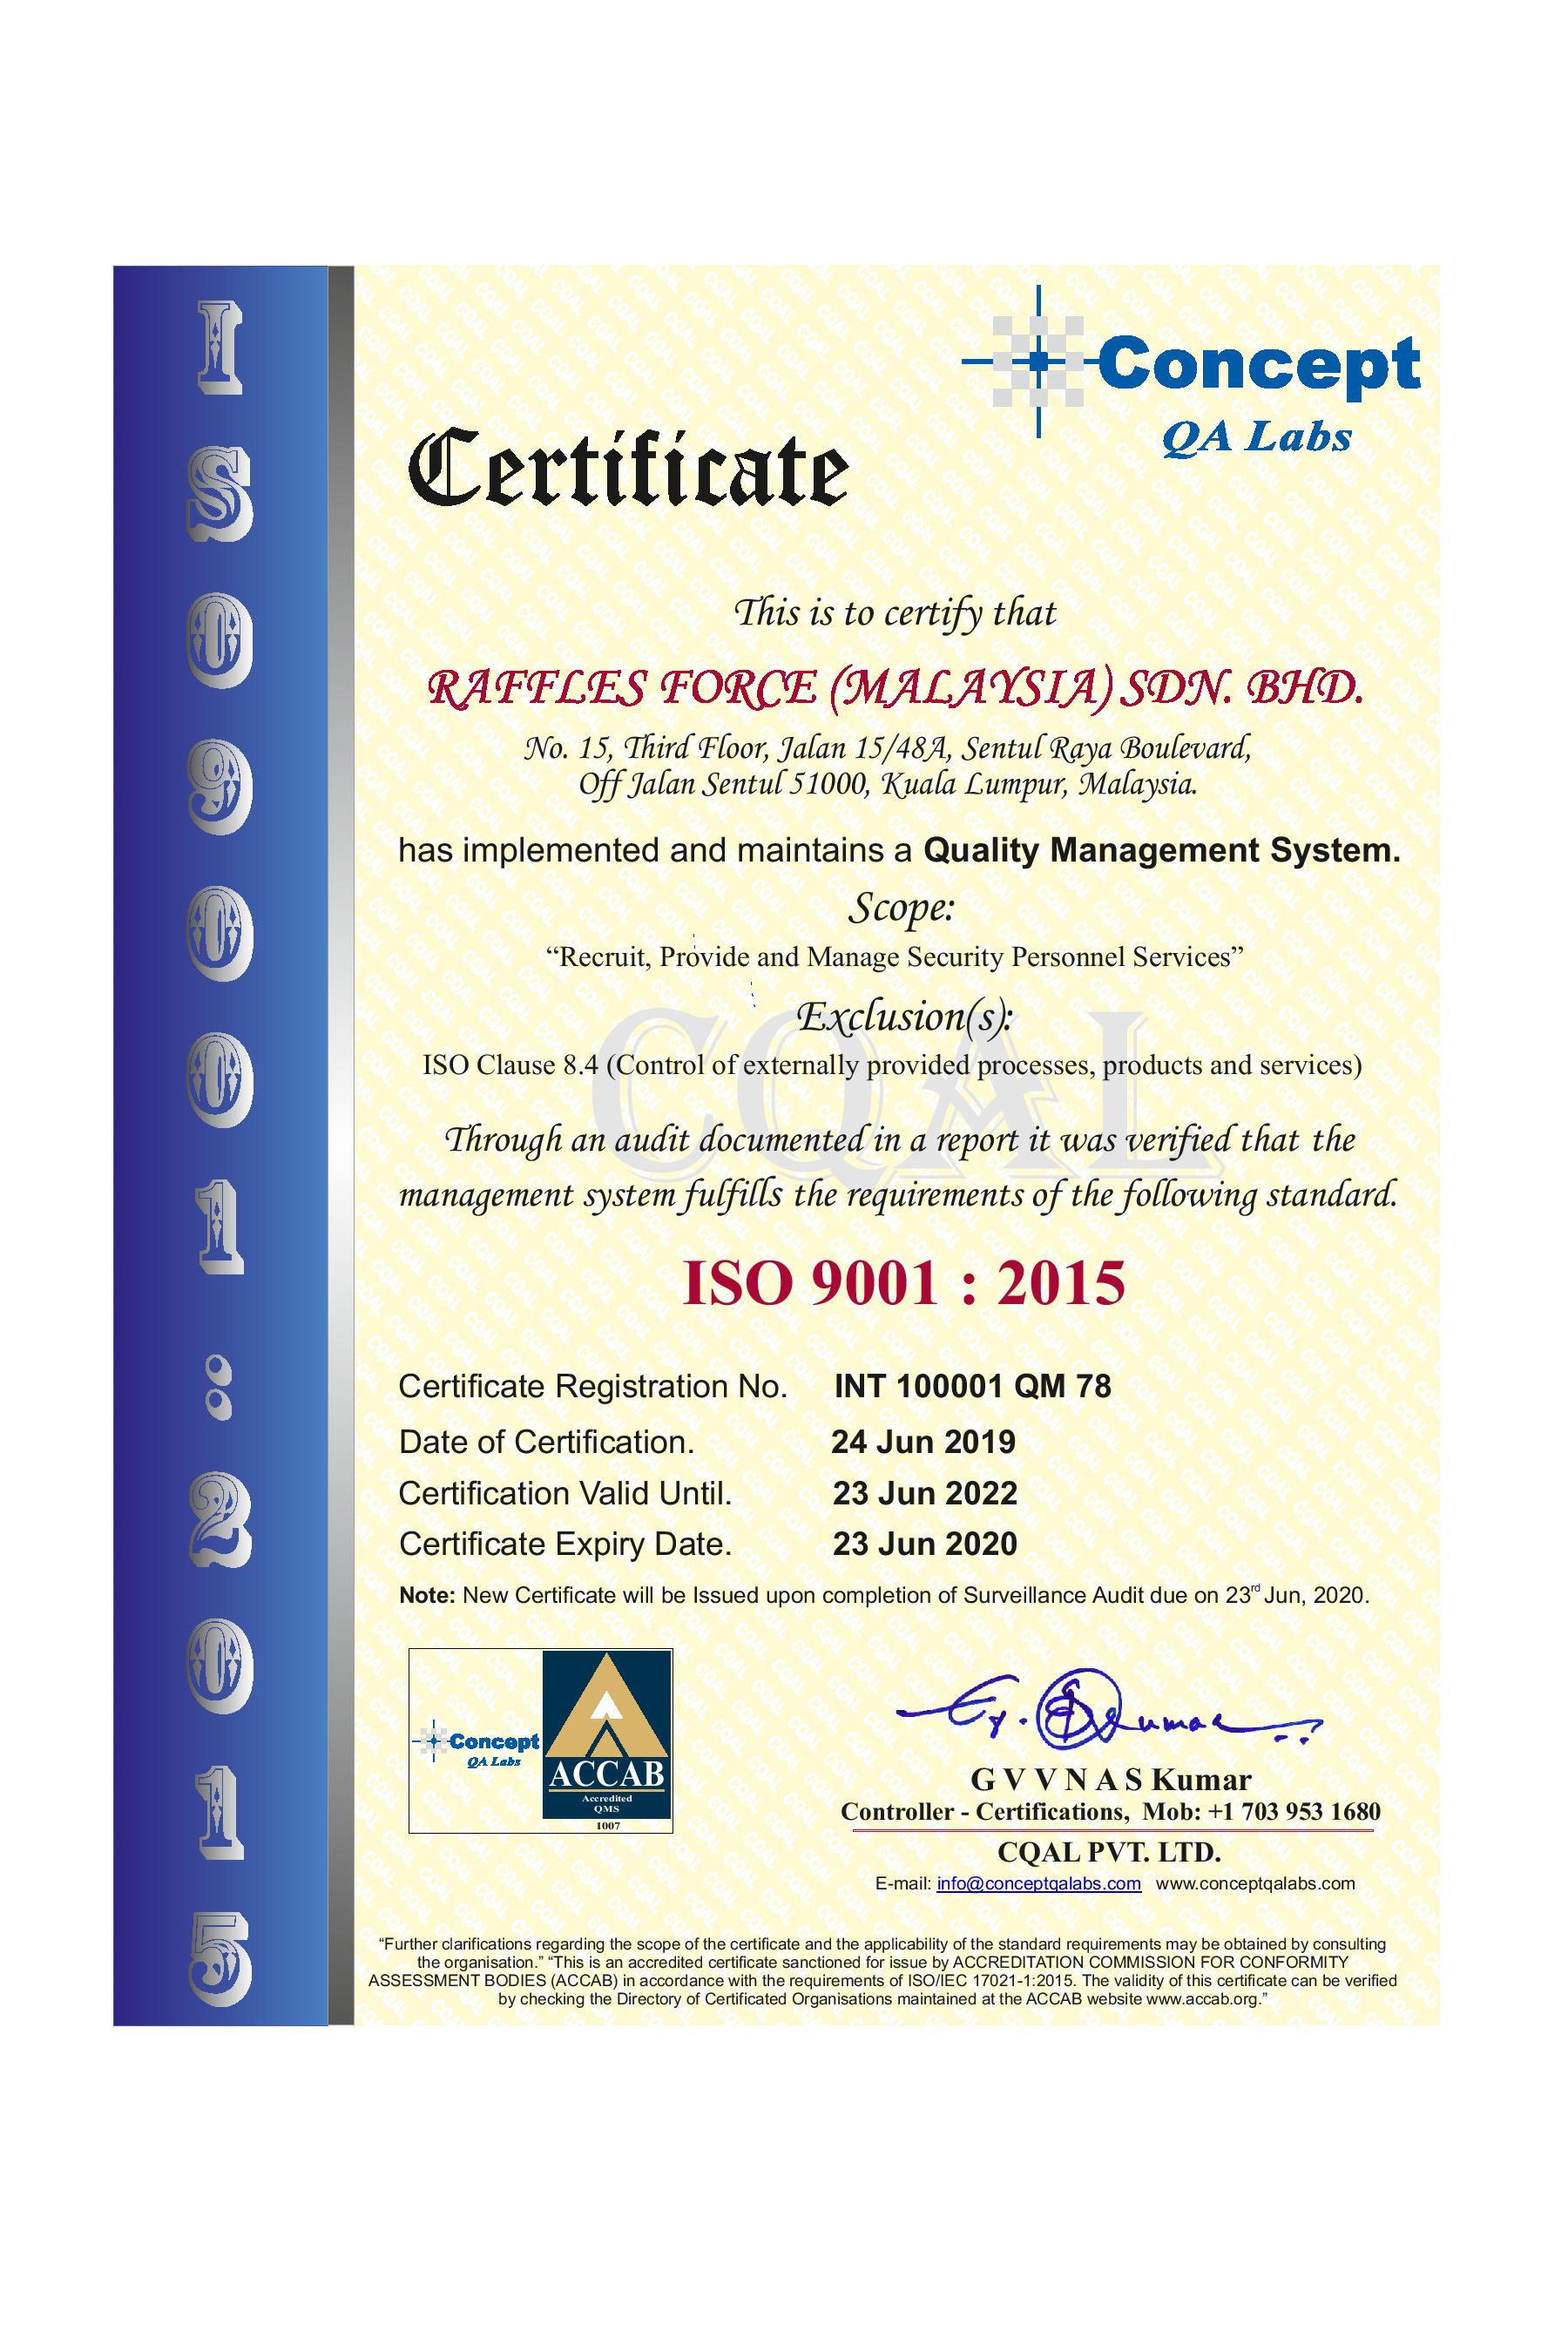 ISO 9001:2015
Concept
QA Labs
Certificate
This is to certify that
RAFFLES FORCE (MALAYSIA) SDN. BHD.
No. 15, Third Floor, Jalan 15/48A, Sentul Raya Boulevard,
Off Jalan Sentul 51000, Kuala Lumpur, Malaysia.
has implemented and maintains a Quality Management System.
Scope:
“Recruit, Provide and Manage Security Personnel Services”
Exclusion(s):
ISO Clause 8.4 (Control of externally provided processes, products and services)
CQAL
Through an audit documented in a report it was verified that the
management system fulfills the requirements of the following standard.
ISO 9001 : 2015
Certificate Registration No. INT 100001 QM 78
Date of Certification. 24 Jun 2019
Certification Valid Until. 23 Jun 2022
Certificate Expiry Date. 23 Jun 2020
Note: New Certificate will be Issued upon completion of Surveillance Audit due on 23rd Jun, 2020.
Concept
QA Labs
ACCAB
Accredited
QMS
1007
G V V N A S Kumar
Controller - Certifications, Mob: +1 703 953 1680
CQAL PVT. LTD.
E-mail: info@conceptqalabs.com www.conceptqalabs.com
“Further clarifications regarding the scope of the certificate and the applicability of the standard requirements may be obtained by consulting
the organisation.” “This is an accredited certificate sanctioned for issue by ACCREDITATION COMMISSION FOR CONFORMITY
ASSESSMENT BODIES (ACCAB) in accordance with the requirements of ISO/IEC 17021-1:2015. The validity of this certificate can be verified
by checking the Directory of Certificated Organisations maintained at the ACCAB website www.accab.org.”